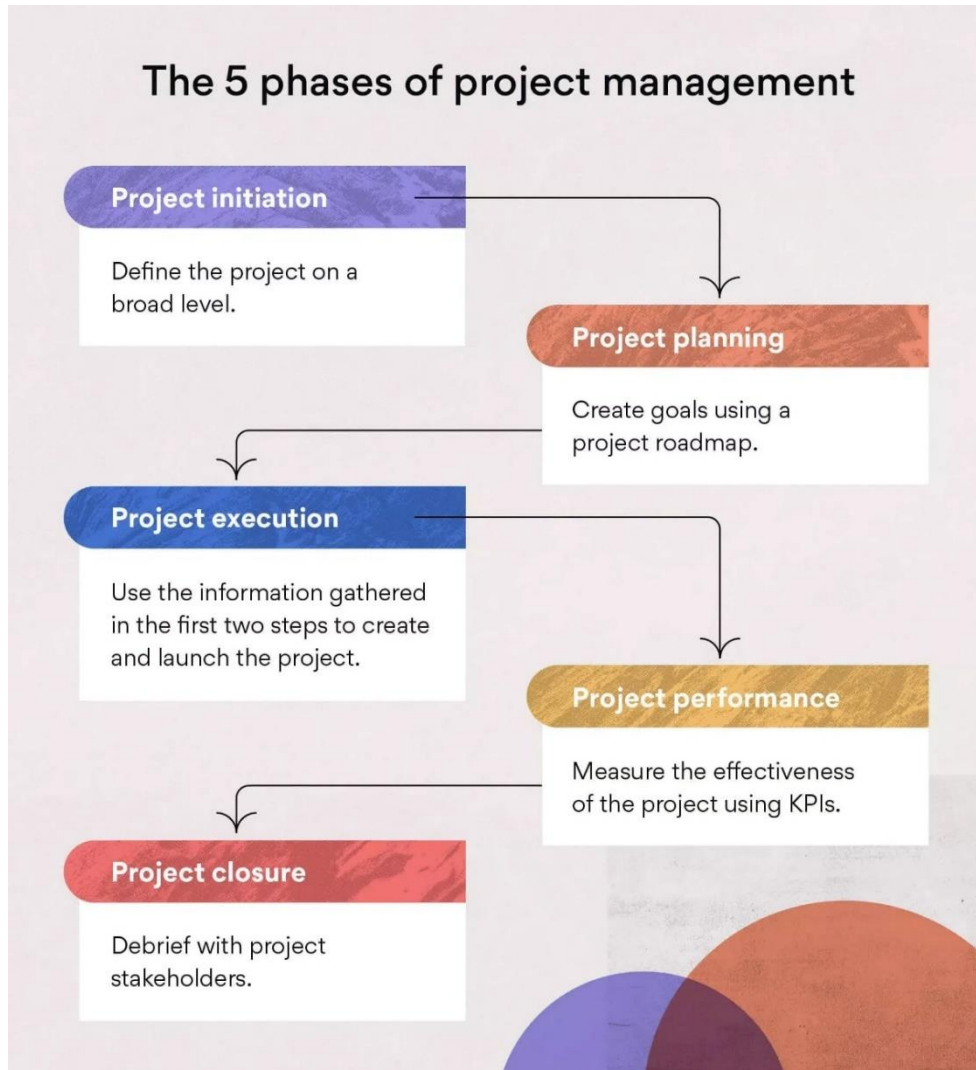 The 5 phases of project management
Project initiation
Define the project on a
broad level.
Project planning
Create goals using a
project roadmap.
Project execution
Use the information gathered
in the first two steps to create
and launch the project.
Project performance
Measure the effectiveness
of the project using KPIs.
Project closure
Debrief with project
stakeholders.